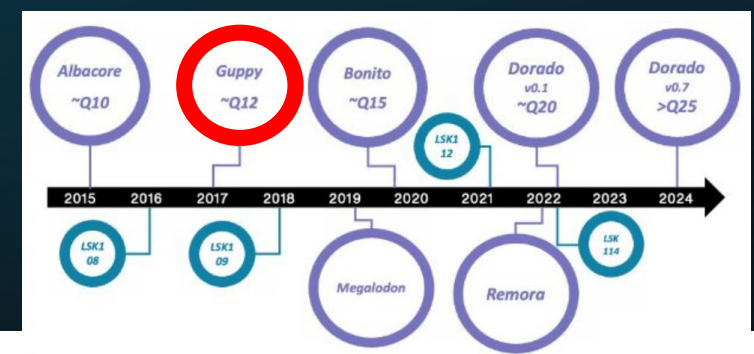 Albacore
~Q10
Guppy
~Q12
Bonito
~Q15
Dorado
v0.1
~Q20
Dorado
v0.7
>Q25
LSK1
12
2015 2016 2017 2018 2019 2020 2021 2022 2023 2024
LSK1
08
LSK1
09
Megalodon
Remora
LSK
114